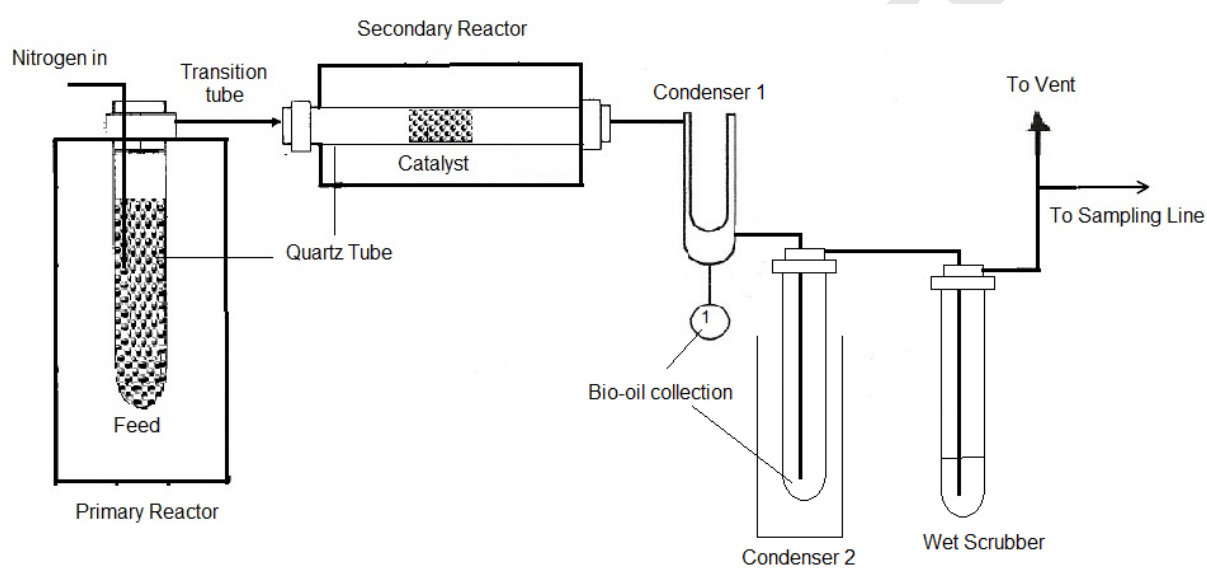 Secondary Reactor
Nitrogen in
Transition
tube
Condenser 1
To Vent
Catalyst
To Sampling Line
Quartz Tube
1
Bio-oil collection
Feed
Primary Reactor
Condenser 2
Wet Scrubber